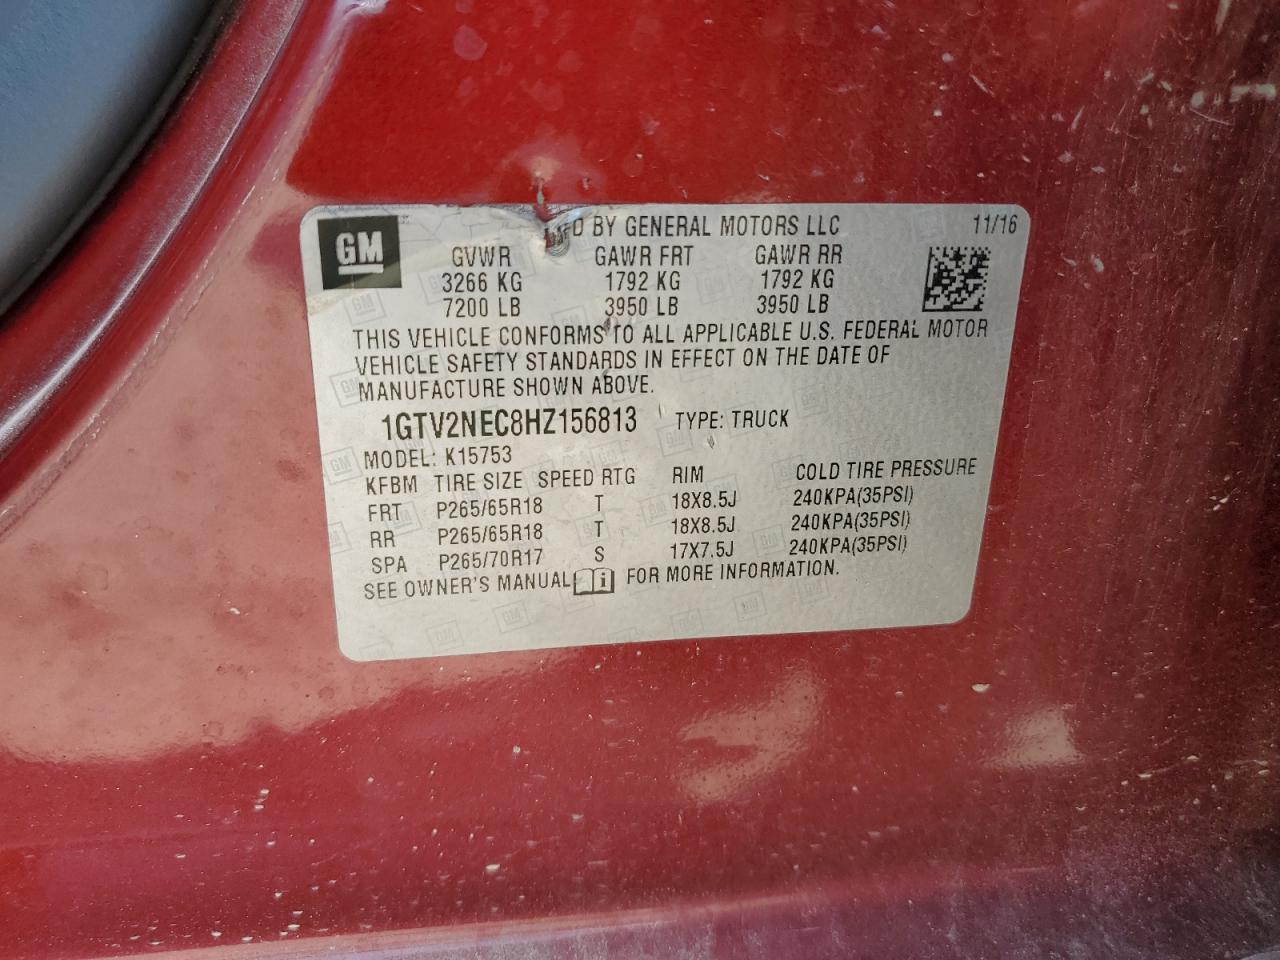 GM
D BY GENERAL MOTORS LLC 11/16
GVWR GAWR FRT GAWR RR
3266 KG 1792 KG 1792 KG
7200 LB 3950 LB 3950 LB
THIS VEHICLE CONFORMS TO ALL APPLICABLE U.S. FEDERAL MOTOR
VEHICLE SAFETY STANDARDS IN EFFECT ON THE DATE OF
MANUFACTURE SHOWN ABOVE.
1GTV2NEC8HZ156813 TYPE: TRUCK
MODEL: K15753
KFBM TIRE SIZE SPEED RTG RIM COLD TIRE PRESSURE
FRT P265/65R18 T 18X8.5J 240KPA(35PSI)
RR P265/65R18 T 18X8.5J 240KPA(35PSI)
SPA P265/70R17 S 17X7.5J 240KPA(35PSI)
SEE OWNER'S MANUAL i FOR MORE INFORMATION.